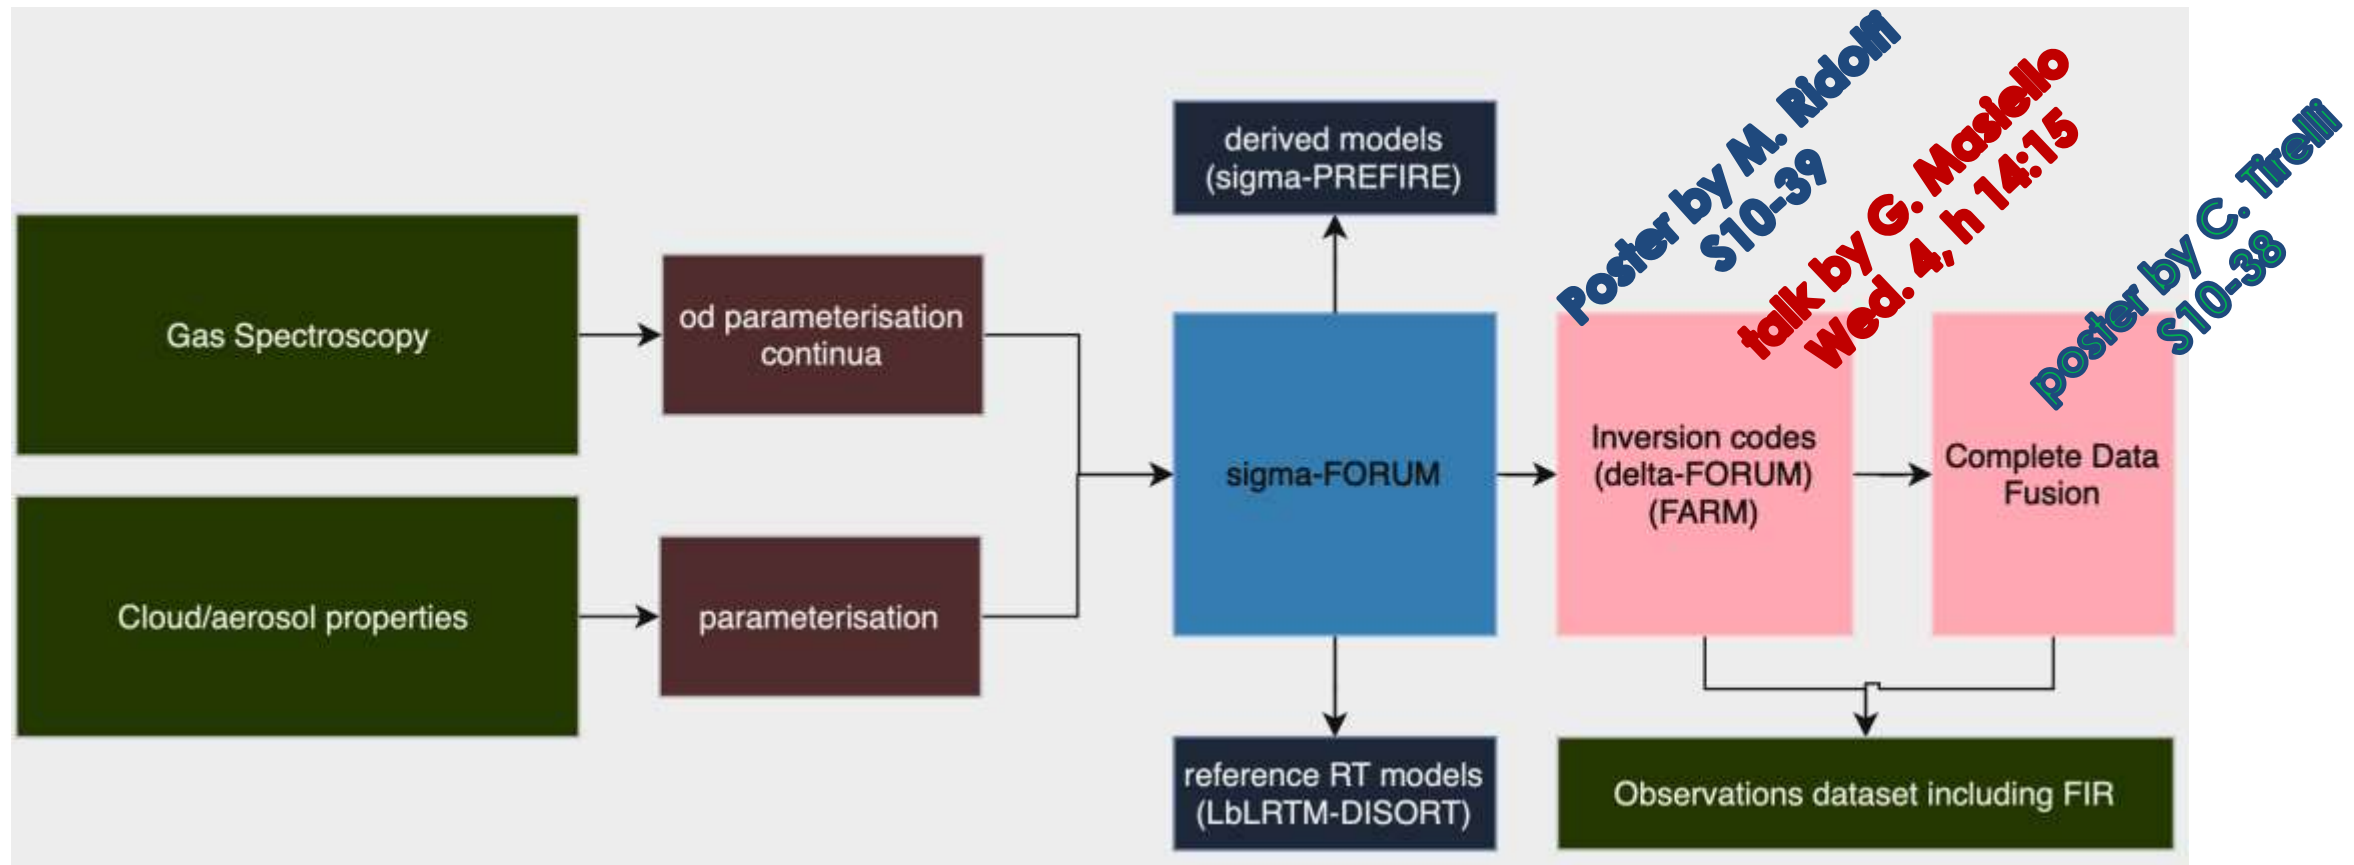 Gas Spectroscopy
od parameterisation
continua
Cloud/aerosol properties
parameterisation
derived models
(sigma-PREFIRE)
sigma-FORUM
reference RT models
(LbLRTM-DISORT)
Poster by M. Ridolfi
S10-39
talk by G. Masiello
Wed. 4, h 14:15
poster by C. Tirelli
S10-38
Inversion codes
(delta-FORUM)
(FARM)
Complete Data
Fusion
Observations dataset including FIR